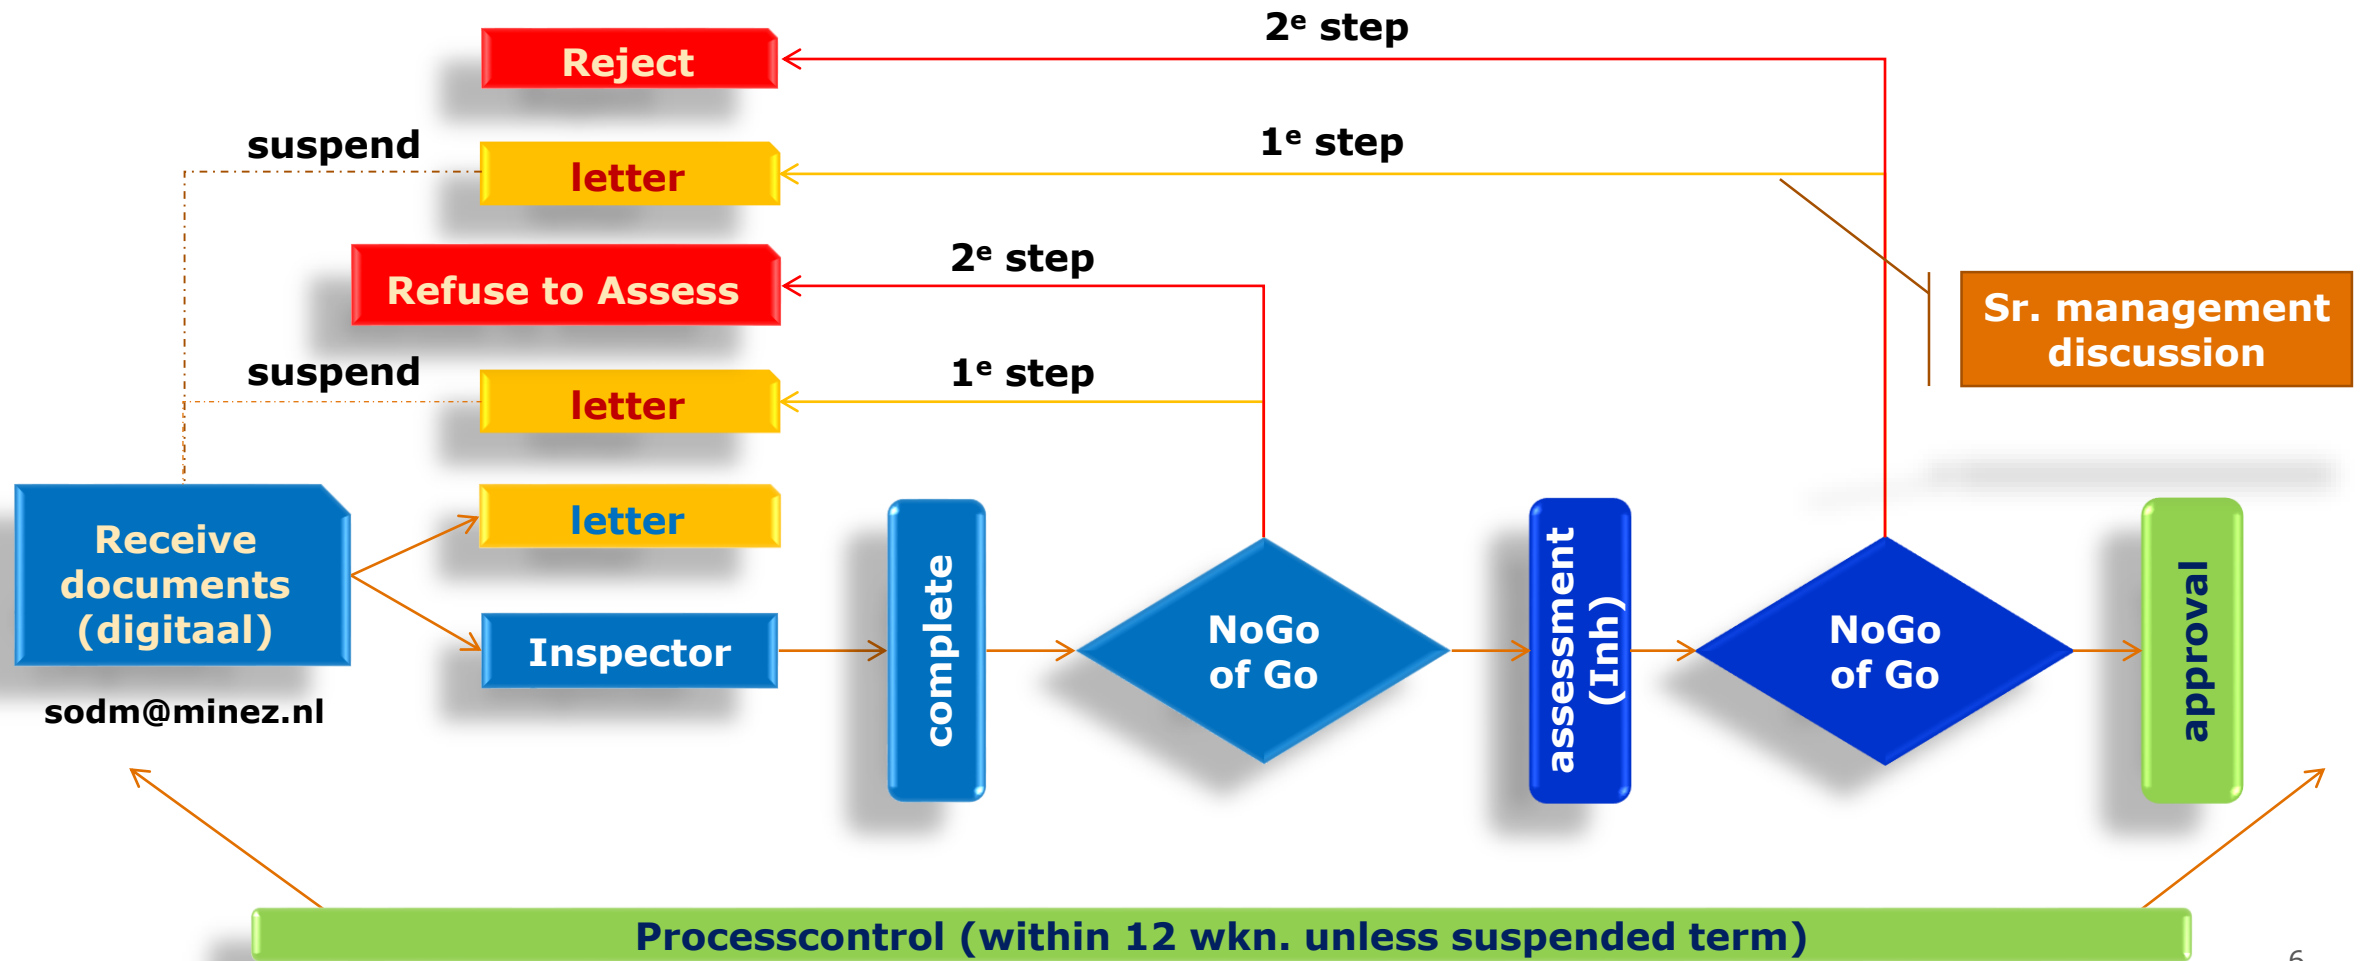 2e step
Reject
1e step
suspend
letter
2e step
Refuse to Assess
Sr. management
discussion
1e step
suspend
letter
letter
Receive
documents
(digitaal)
Inspector
complete
NoGo
of Go
assessment
(Inh)
NoGo
of Go
approval
sodm@minez.nl
Processcontrol (within 12 wkn. unless suspended term)
6